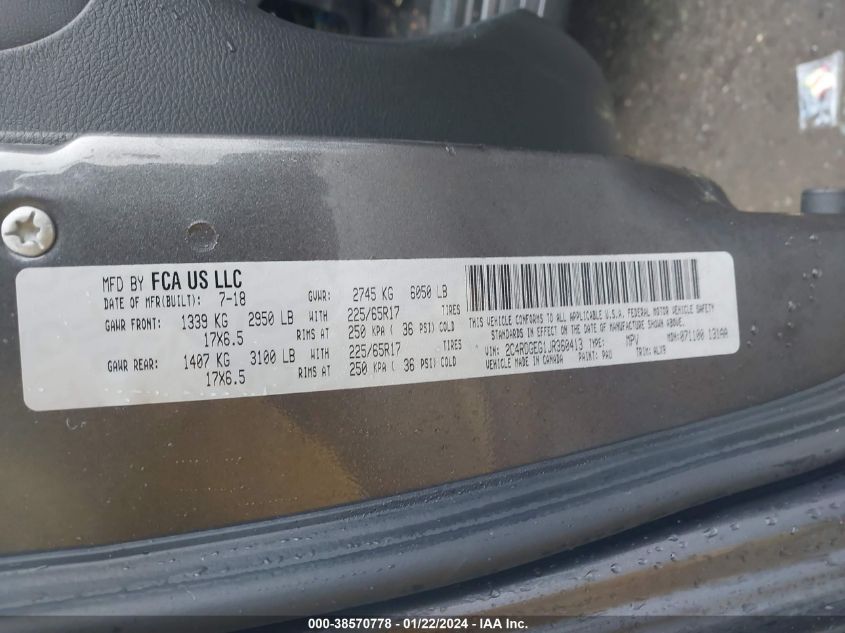 MFD BY FCA US LLC
DATE OF MFR(BUILT): 7-18 GVWR: 2745 KG 6050 LB
GAWR FRONT: 1339 KG 2950 LB WITH 225/65R17 TIRES
17X6.5 RIMS AT 250 KPA ( 36 PSI) COLD
GAWR REAR: 1407 KG 3100 LB WITH 225/65R17 TIRES
17X6.5 RIMS AT 250 KPA ( 36 PSI) COLD
THIS VEHICLE CONFORMS TO ALL APPLICABLE U.S.A. FEDERAL MOTOR VEHICLE SAFETY
STANDARDS IN EFFECT ON THE DATE OF MANUFACTURE SHOWN ABOVE.
VIN: 2C4RDGEG1JR360413 TYPE: MPV MDH: 071100 131AA
VEHICLE MADE IN CANADA PAINT: PAU TRIM: ALX9
000-38570778 - 01/22/2024 - IAA Inc.